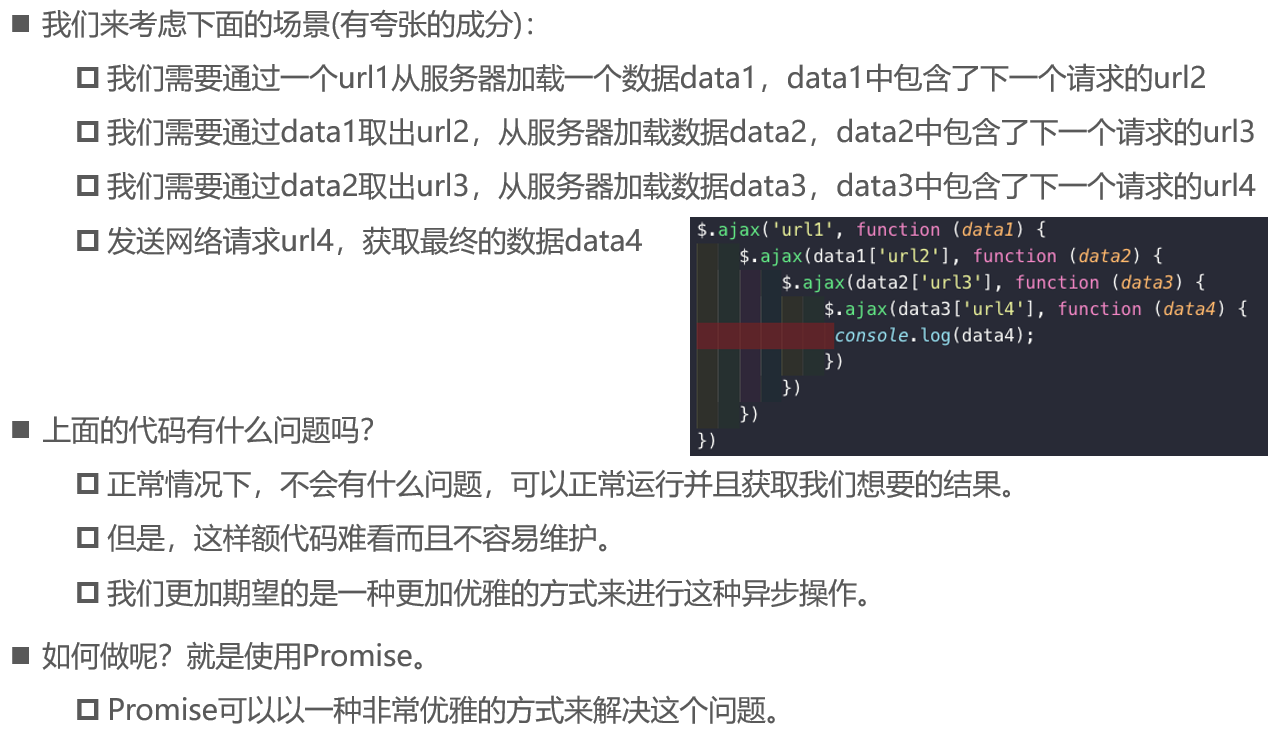 我们来考虑下面的场景(有夸张的成分)：
我们需要通过一个url1从服务器加载一个数据data1，data1中包含了下一个请求的url2
我们需要通过data1取出url2，从服务器加载数据data2，data2中包含了下一个请求的url3
我们需要通过data2取出url3，从服务器加载数据data3，data3中包含了下一个请求的url4
发送网络请求url4，获取最终的数据data4
$.ajax('url1', function (data1) {
$.ajax(data1['url2'], function (data2) {
$.ajax(data2['url3'], function (data3) {
$.ajax(data3['url4'], function (data4) {
console.log(data4);
})
})
})
})
上面的代码有什么问题吗？
正常情况下，不会有什么问题，可以正常运行并且获取我们想要的结果。
但是，这样额代码难看而且不容易维护。
我们更加期望的是一种更加优雅的方式来进行这种异步操作。
如何做呢？就是使用Promise。
Promise可以以一种非常优雅的方式来解决这个问题。